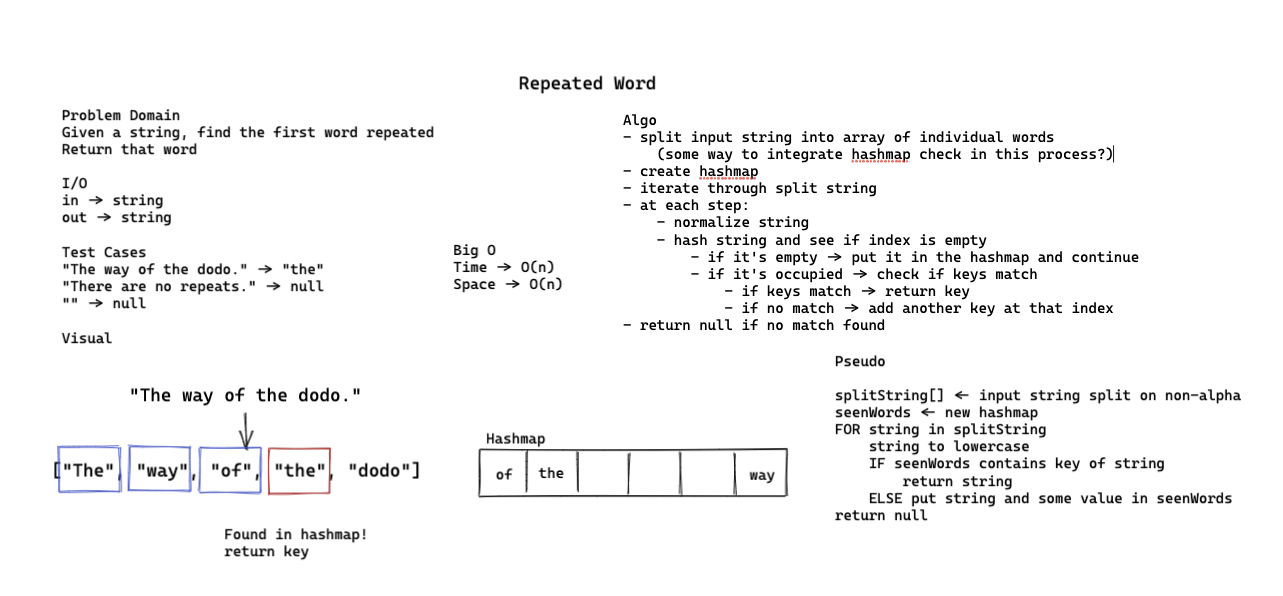 Repeated Word
Problem Domain
Given a string, find the first word repeated
Return that word
I/O
in → string
out → string
Test Cases
"The way of the dodo." → "the"
"There are no repeats." → null
"" → null
Big O
Time → O(n)
Space → O(n)
Algo
- split input string into array of individual words
(some way to integrate hashmap check in this process?)
- create hashmap
- iterate through split string
- at each step:
- normalize string
- hash string and see if index is empty
- if it's empty → put it in the hashmap and continue
- if it's occupied → check if keys match
- if keys match → return key
- if no match → add another key at that index
- return null if no match found
Visual
"The way of the dodo."
["The", "way", "of", "the", "dodo"]
Found in hashmap!
return key
Hashmap
of the way
Pseudo
splitString[] ← input string split on non-alpha
seenWords ← new hashmap
FOR string in splitString
string to lowercase
IF seenWords contains key of string
return string
ELSE put string and some value in seenWords
return null